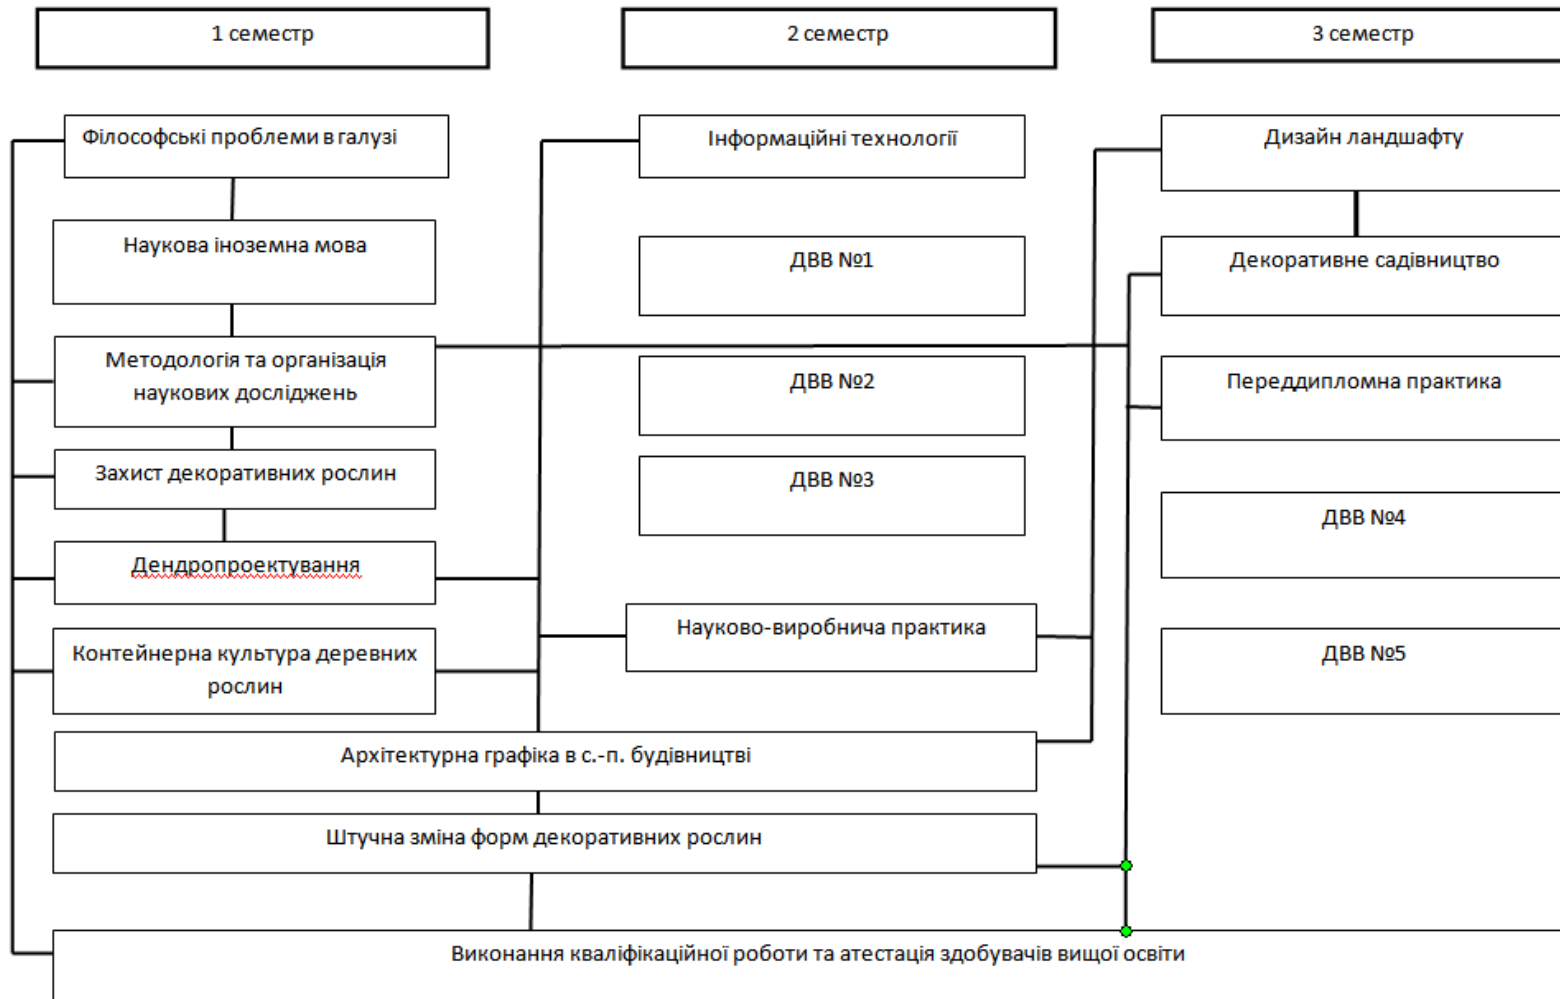 1 семестр
2 семестр
3 семестр
Філософські проблеми в галузі
Наукова іноземна мова
Методологія та організація
наукових досліджень
Захист декоративних рослин
Дендропроектування
Контейнерна культура деревних
рослин
Інформаційні технології
ДВВ №1
ДВВ №2
ДВВ №3
Науково-виробнича практика
Дизайн ландшафту
Декоративне садівництво
Переддипломна практика
ДВВ №4
ДВВ №5
Архітектурна графіка в с.-п. будівництві
Штучна зміна форм декоративних рослин
Виконання кваліфікаційної роботи та атестація здобувачів вищої освіти